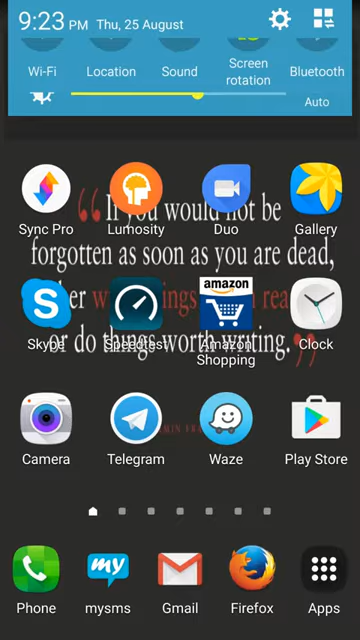 9:23 PM Thu, 25 August
Wi-Fi Location Sound Screen rotation Bluetooth
Auto
If you would not be
Sync Pro Lumosity Duo Gallery
forgotten as soon as you are dead,
amazon
Skype Amazon Shopping Clock
or do things worth writing.
Camera Telegram Waze Play Store
my
Phone mysms Gmail Firefox Apps